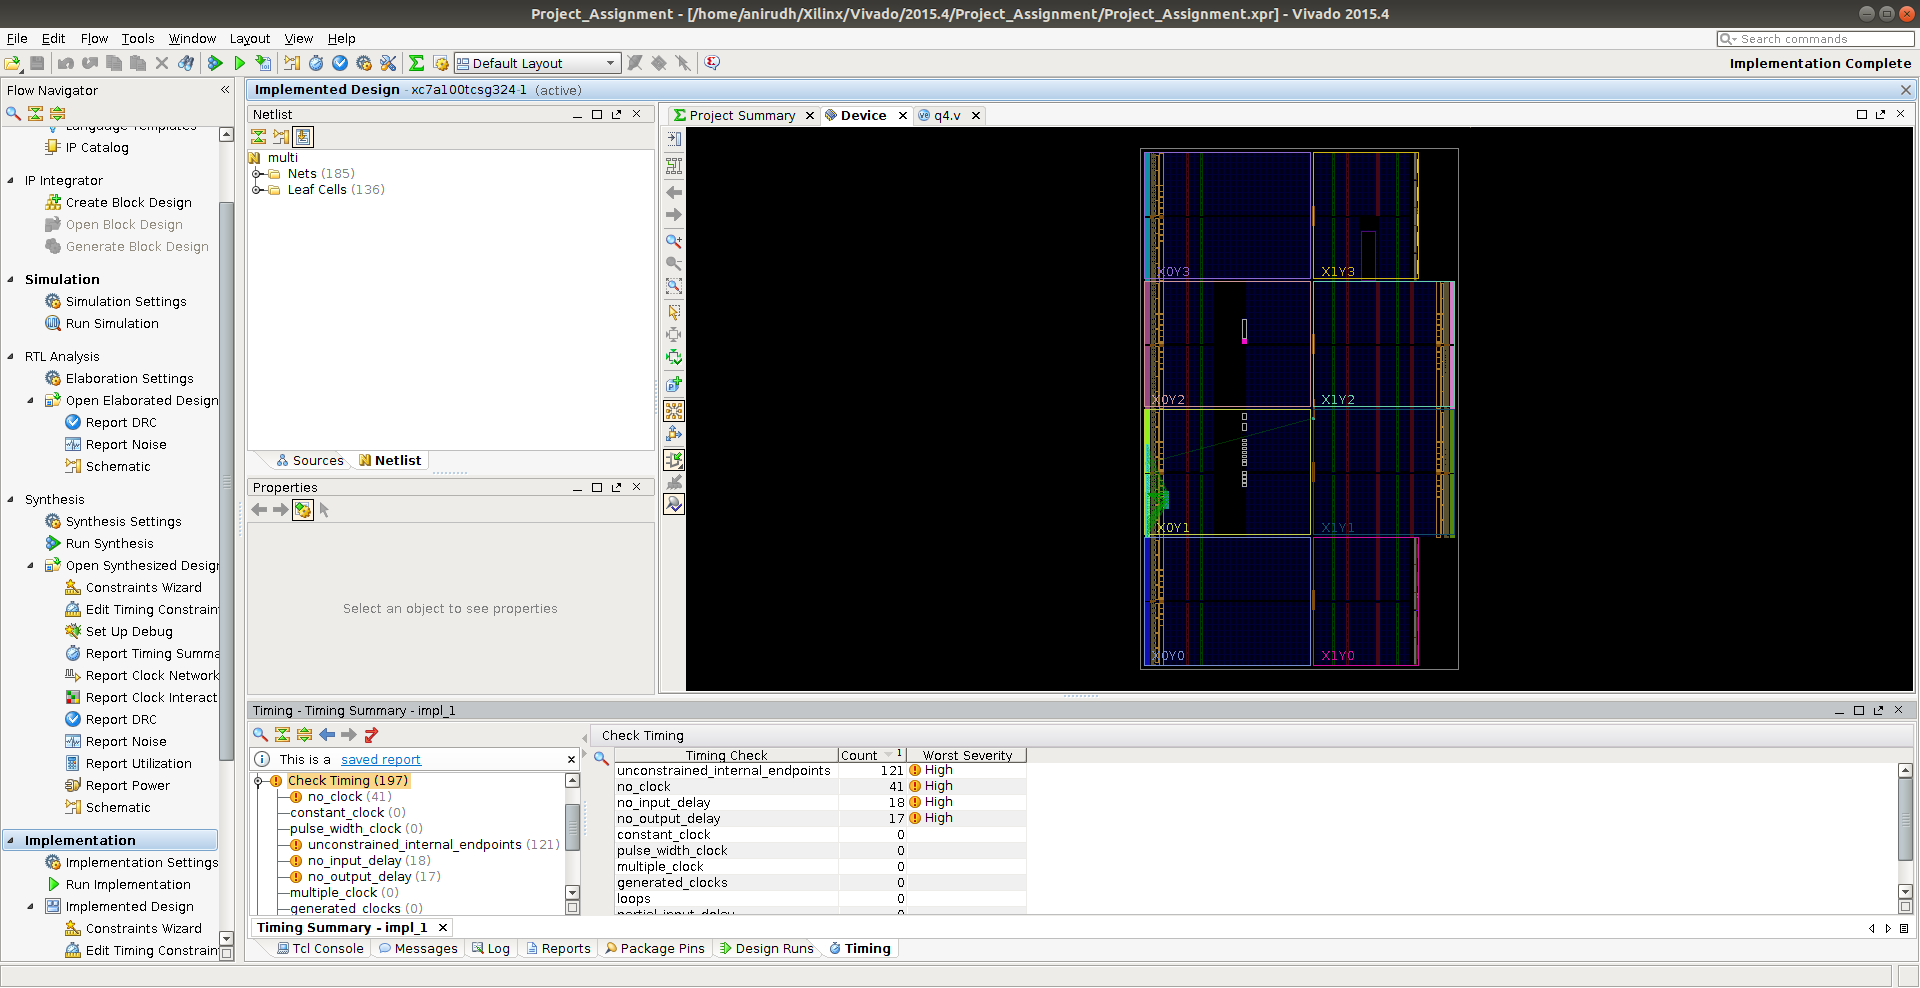 Project_Assignment - [/home/anirudh/Xilinx/Vivado/2015.4/Project_Assignment/Project_Assignment.xpr] - Vivado 2015.4
File Edit Flow Tools Window Layout View Help
Search commands
Default Layout
Implementation Complete
Flow Navigator
Language Templates
IP Catalog
IP Integrator
Create Block Design
Open Block Design
Generate Block Design
Simulation
Simulation Settings
Run Simulation
RTL Analysis
Elaboration Settings
Open Elaborated Design
Report DRC
Report Noise
Schematic
Synthesis
Synthesis Settings
Run Synthesis
Open Synthesized Desig
Constraints Wizard
Edit Timing Constrain
Set Up Debug
Report Timing Summa
Report Clock Network
Report Clock Interact
Report DRC
Report Noise
Report Utilization
Report Power
Schematic
Implementation
Implementation Settings
Run Implementation
Implemented Design
Constraints Wizard
Edit Timing Constrain
Implemented Design - xc7a100tcsg324-1 (active)
Netlist
multi
Nets (185)
Leaf Cells (136)
Sources
Netlist
Properties
Select an object to see properties
Project Summary
Device
q4.v
X0Y3
X1Y3
X0Y2
X1Y2
X0Y1
X1Y1
X0Y0
X1Y0
Timing - Timing Summary - impl_1
This is a saved report
Check Timing (197)
no_clock (41)
constant_clock (0)
pulse_width_clock (0)
unconstrained_internal_endpoints (121)
no_input_delay (18)
no_output_delay (17)
multiple_clock (0)
generated_clocks (0)
Check Timing
Timing Check Count 1 Worst Severity
unconstrained_internal_endpoints 121 High
no_clock 41 High
no_input_delay 18 High
no_output_delay 17 High
constant_clock 0
pulse_width_clock 0
multiple_clock 0
generated_clocks 0
loops 0
partial_input_delay 0
Timing Summary - impl_1
Tcl Console
Messages
Log
Reports
Package Pins
Design Runs
Timing